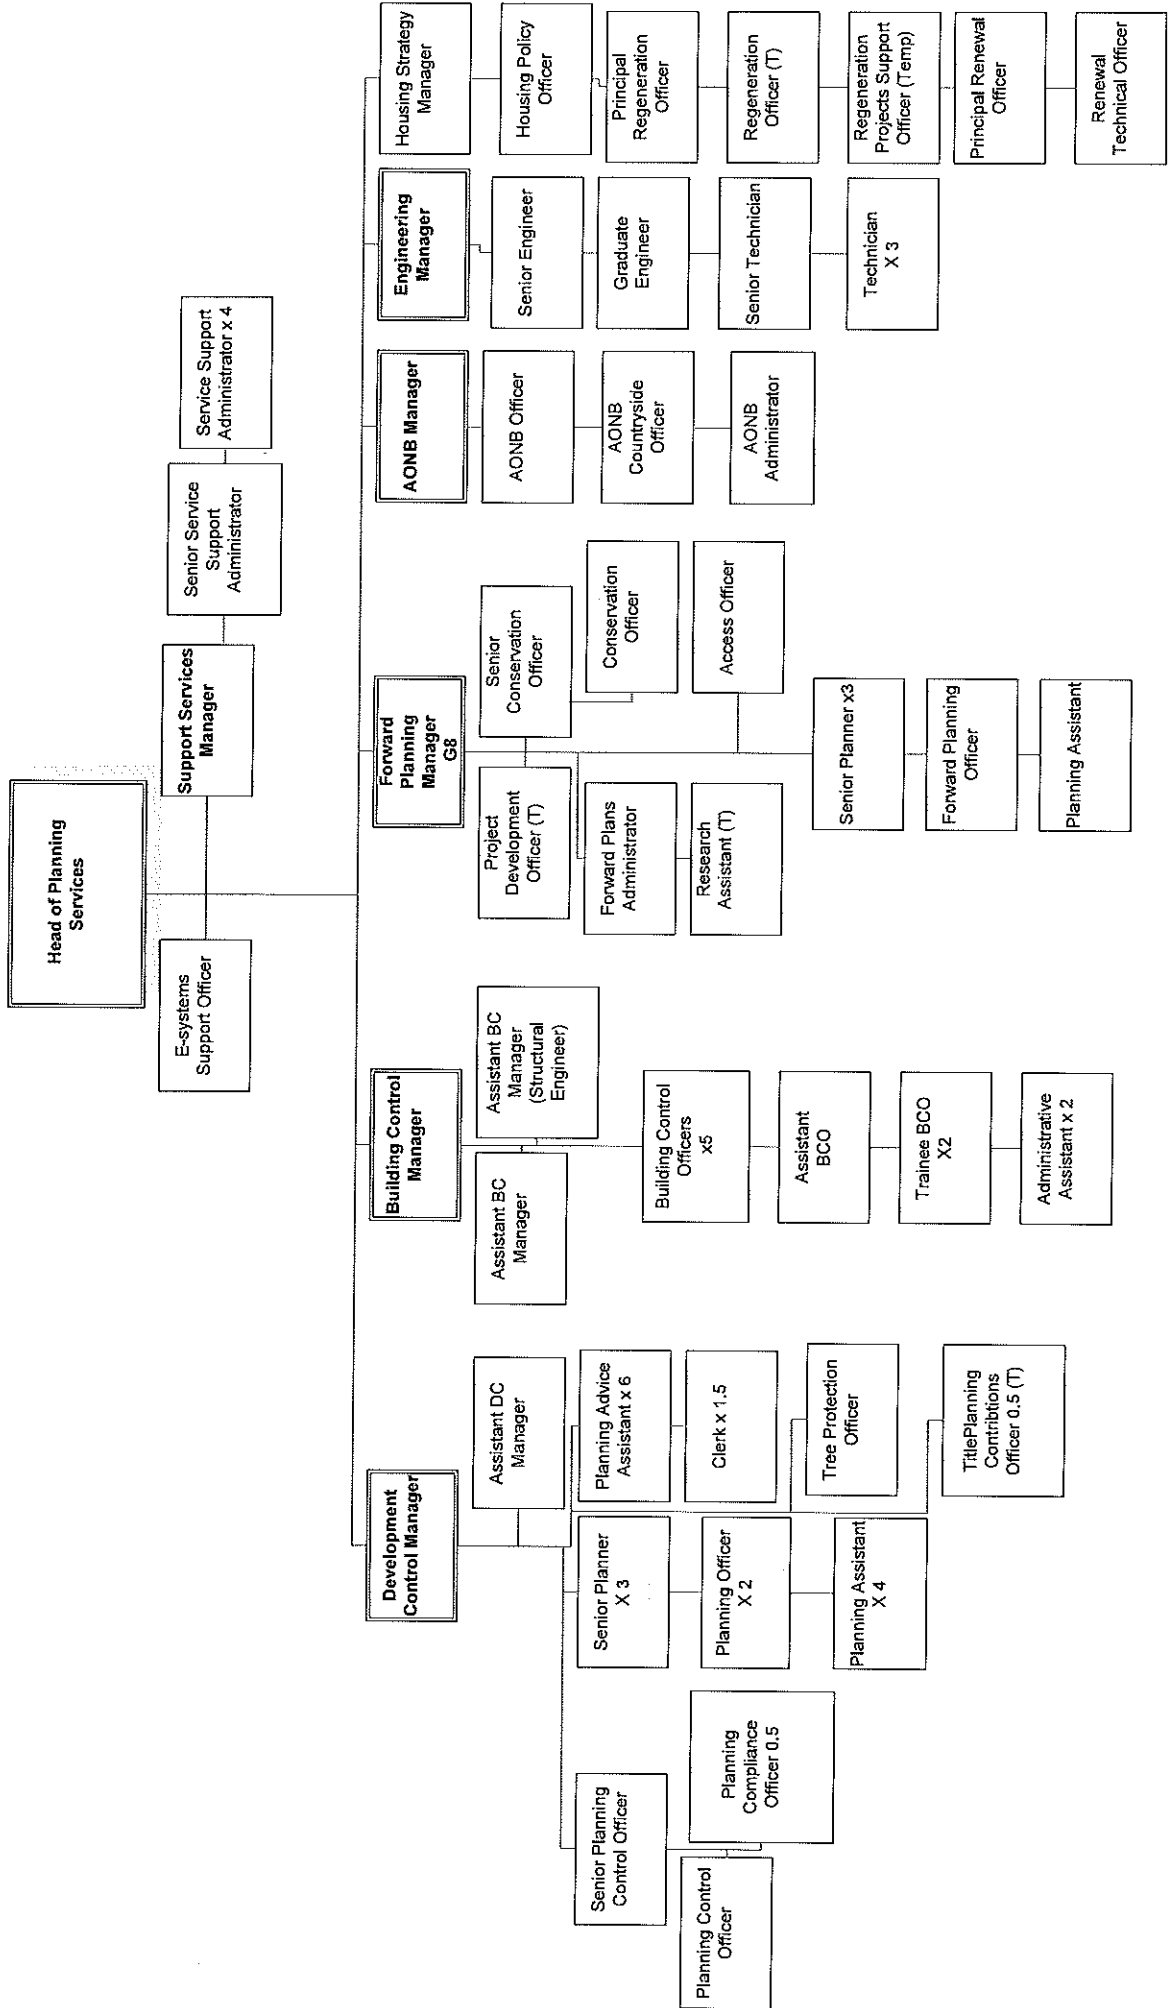 Head of Planning
Services
E-systems
Support Officer
Support Services
Manager
Senior Service
Support
Administrator
Service Support
Administrator x 4
Development
Control Manager
Assistant DC
Manager
Senior Planning
Control Officer
Planning Control
Officer
Planning
Compliance
Officer 0.5
Senior Planner
X 3
Planning Officer
X 2
Planning Assistant
X 4
Planning Advice
Assistant x 6
Clerk x 1.5
Tree Protection
Officer
TitlePlanning
Contribtions
Officer 0.5 (T)
Building Control
Manager
Assistant BC
Manager
Assistant BC
Manager
(Structural
Engineer)
Building Control
Officers
x5
Assistant
BCO
Trainee BCO
X2
Administrative
Assistant x 2
Forward
Planning
Manager
G8
Project
Development
Officer (T)
Senior
Conservation
Officer
Forward Plans
Administrator
Conservation
Officer
Research
Assistant (T)
Access Officer
Senior Planner x3
Forward Planning
Officer
Planning Assistant
AONB Manager
AONB Officer
AONB
Countryside
Officer
AONB
Administrator
Engineering
Manager
Senior Engineer
Graduate
Engineer
Senior Technician
Technician
X 3
Housing Strategy
Manager
Housing Policy
Officer
Principal
Regeneration
Officer
Regeneration
Officer (T)
Regeneration
Projects Support
Officer (Temp)
Principal Renewal
Officer
Renewal
Technical Officer